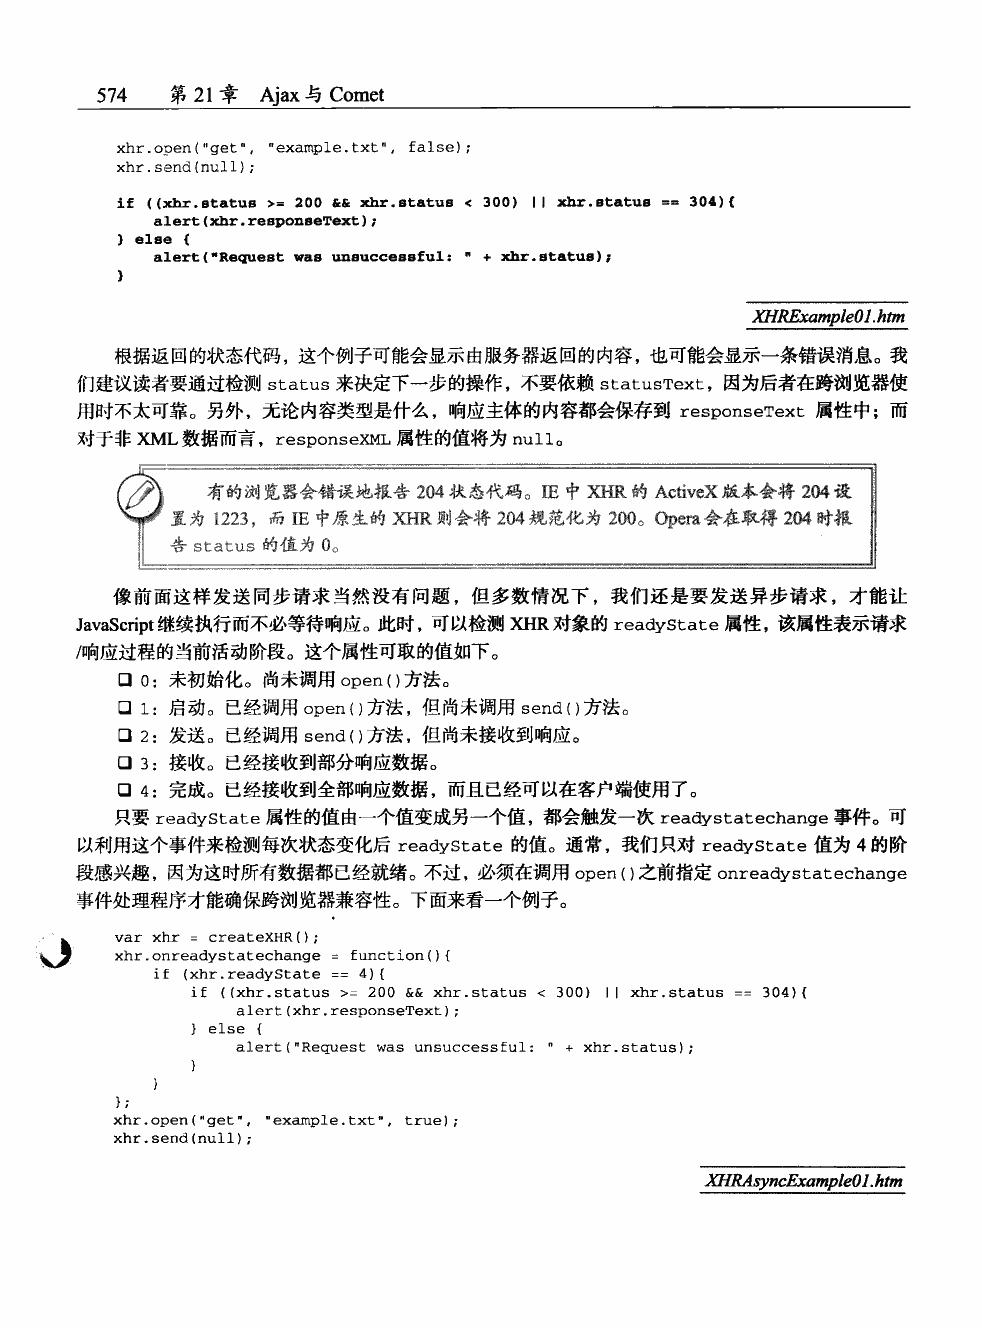 574 第 21 章 Ajax 与 Comet
xhr.open("get", "example.txt", false);
xhr.send(null);
if ((xhr.status >= 200 && xhr.status < 300) || xhr.status == 304){
alert(xhr.responseText);
} else {
alert("Request was unsuccessful: " + xhr.status);
}
XHRExample01.htm
根据返回的状态代码，这个例子可能会显示由服务器返回的内容，也可能会显示一条错误消息。我
们建议读者要通过检测 status 来决定下一步的操作，不要依赖 statusText，因为后者在跨浏览器使
用时不太可靠。另外，无论内容类型是什么，响应主体的内容都会保存到 responseText 属性中；而
对于非 XML 数据而言，responseXML 属性的值将为 null。
有的浏览器会错误地报告 204 状态代码。IE 中 XHR 的 ActiveX 版本会将 204 设
置为 1223，而 IE 中原生的 XHR 则会将 204 规范化为 200。Opera 会在取得 204 时报
告 status 的值为 0。
像前面这样发送同步请求当然没有问题，但多数情况下，我们还是要发送异步请求，才能让
JavaScript 继续执行而不必等待响应。此时，可以检测 XHR 对象的 readyState 属性，该属性表示请求
/响应过程的当前活动阶段。这个属性可取的值如下。
❑ 0：未初始化。尚未调用 open()方法。
❑ 1：启动。已经调用 open()方法，但尚未调用 send()方法。
❑ 2：发送。已经调用 send()方法，但尚未接收到响应。
❑ 3：接收。已经接收到部分响应数据。
❑ 4：完成。已经接收到全部响应数据，而且已经可以在客户端使用了。
只要 readyState 属性的值由一个值变成另一个值，都会触发一次 readystatechange 事件。可
以利用这个事件来检测每次状态变化后 readyState 的值。通常，我们只对 readyState 值为 4 的阶
段感兴趣，因为这时所有数据都已经就绪。不过，必须在调用 open()之前指定 onreadystatechange
事件处理程序才能确保跨浏览器兼容性。下面来看一个例子。
var xhr = createXHR();
xhr.onreadystatechange = function(){
if (xhr.readyState == 4){
if ((xhr.status >= 200 && xhr.status < 300) || xhr.status == 304){
alert(xhr.responseText);
} else {
alert("Request was unsuccessful: " + xhr.status);
}
}
};
xhr.open("get", "example.txt", true);
xhr.send(null);
XHRAsyncExample01.htm